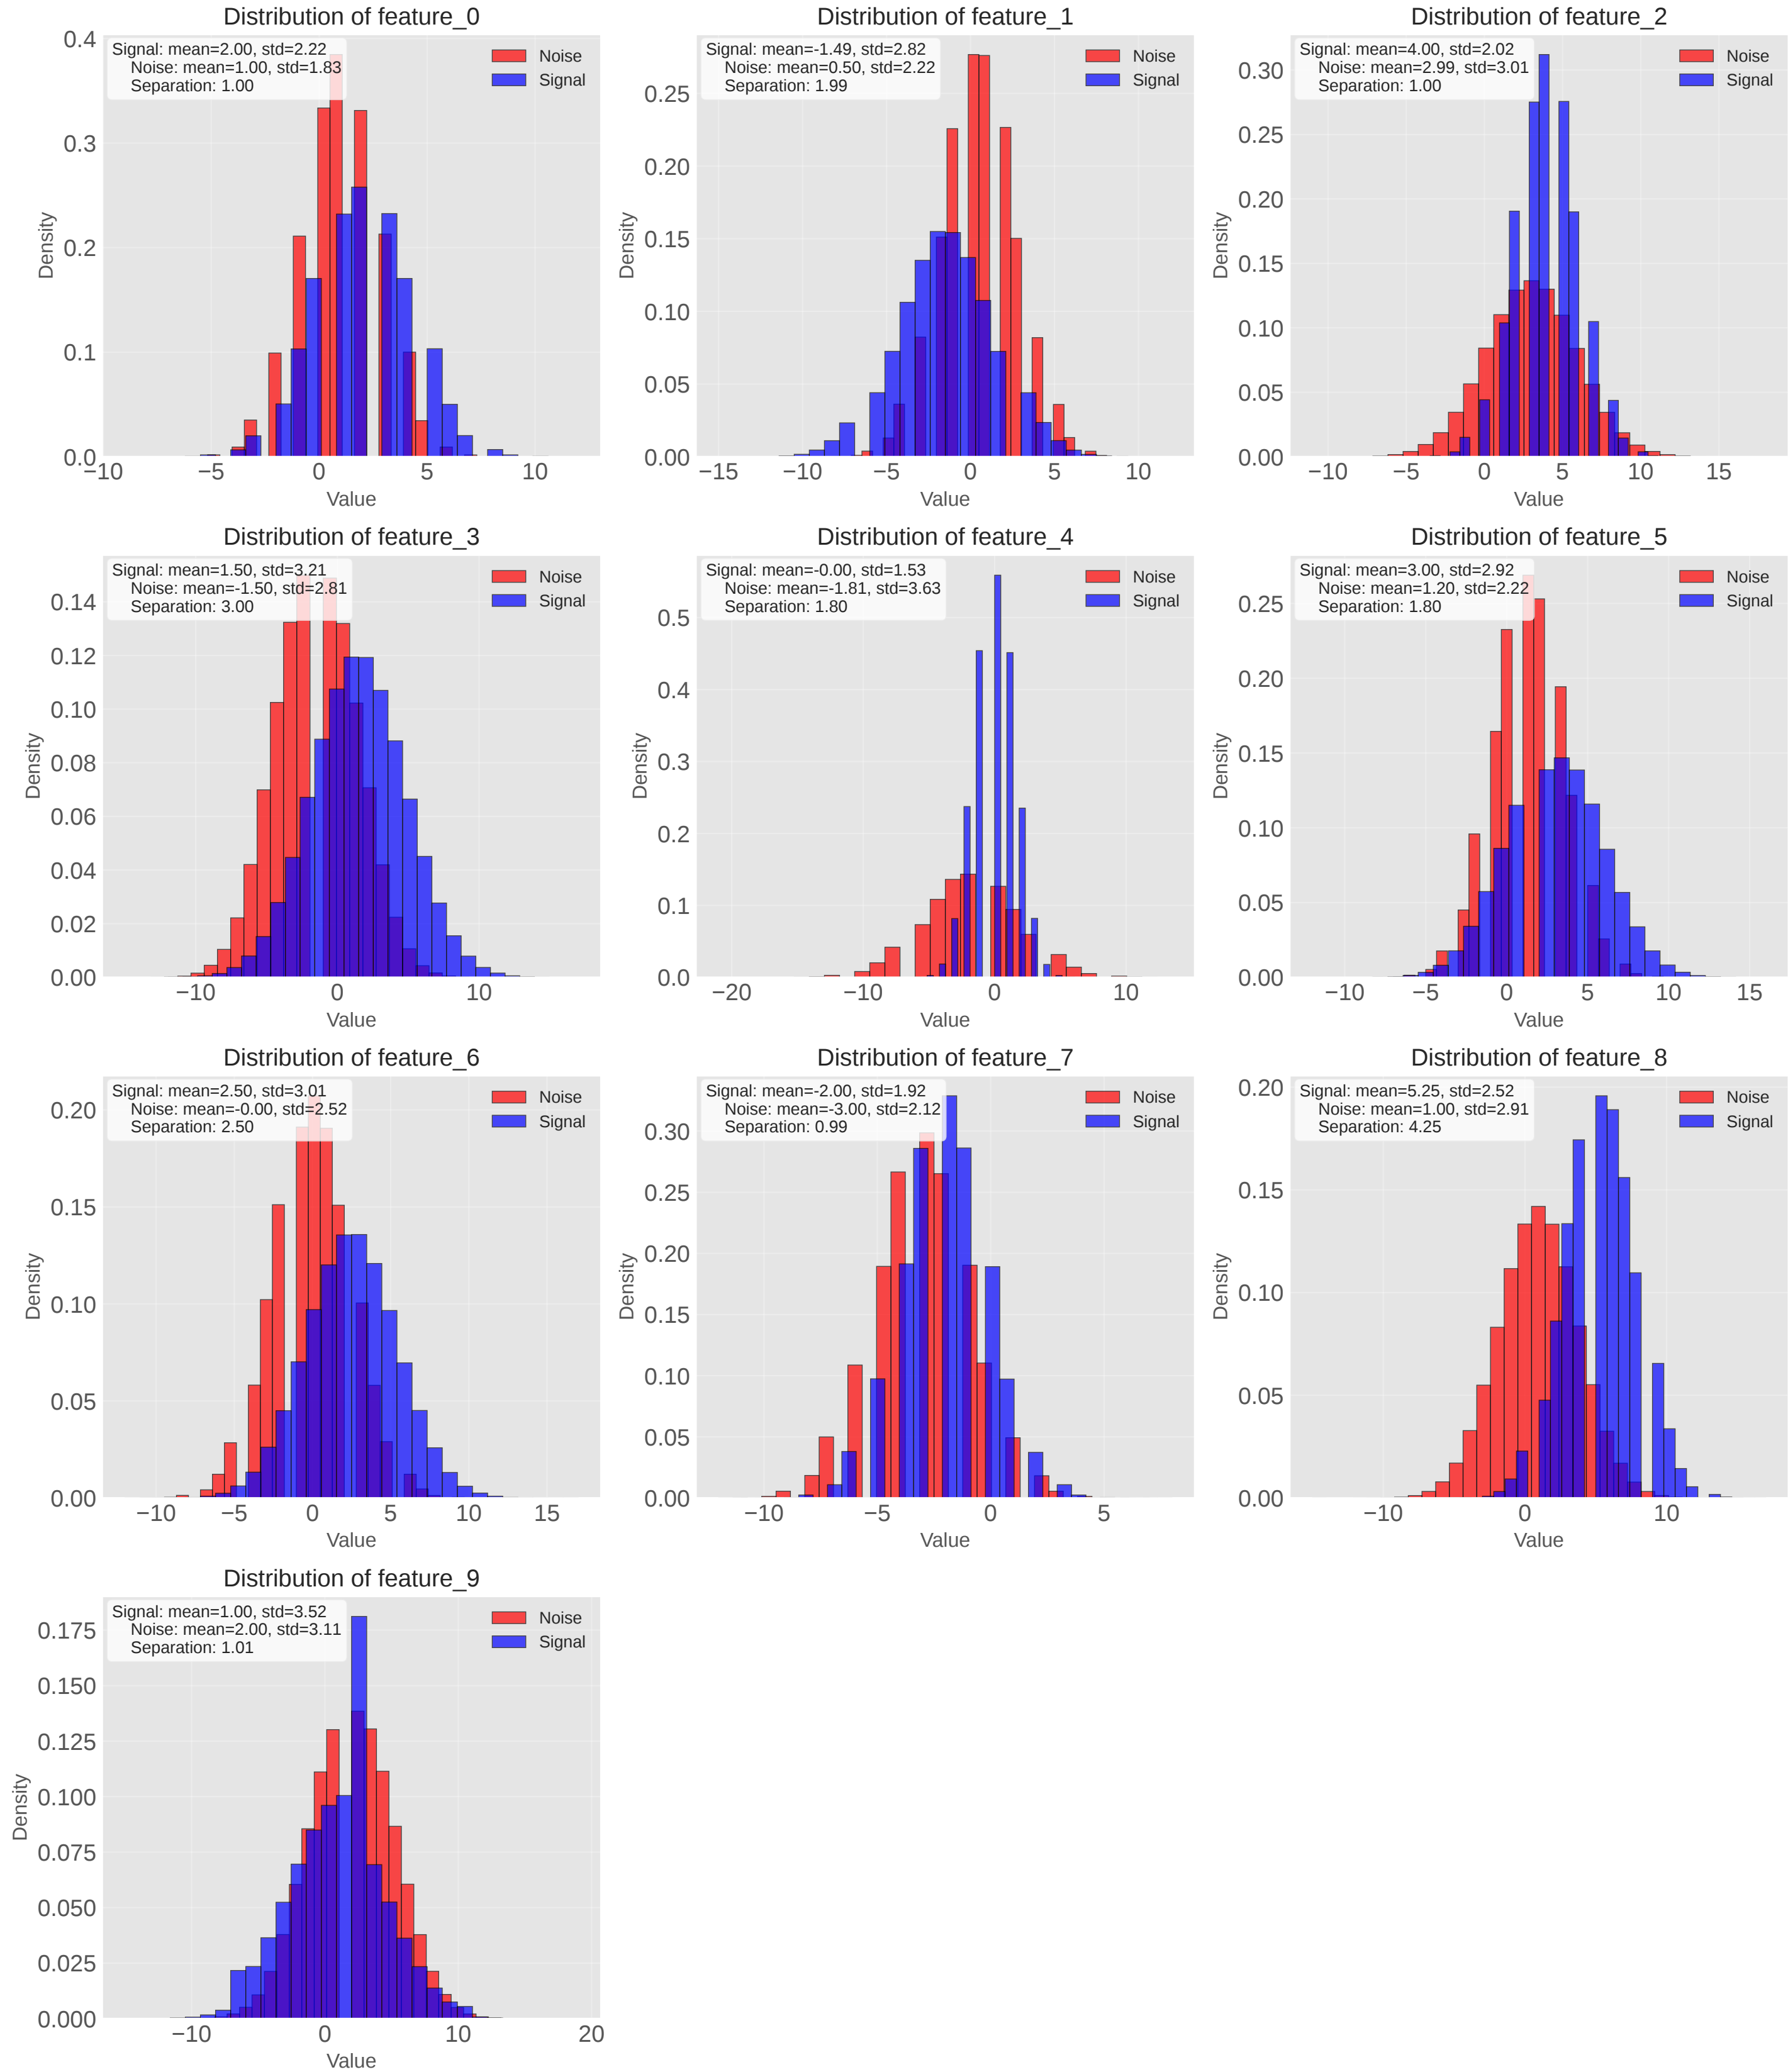 Distribution of feature_0
Signal: mean=2.00, std=2.22
Noise: mean=1.00, std=1.83
Separation: 1.00
Noise
Signal
0.4
0.3
0.2
0.1
0.0
Density
−10 −5 0 5 10
Value
Distribution of feature_1
Signal: mean=-1.49, std=2.82
Noise: mean=0.50, std=2.22
Separation: 1.99
Noise
Signal
0.25
0.20
0.15
0.10
0.05
0.00
Density
−15 −10 −5 0 5 10
Value
Distribution of feature_2
Signal: mean=4.00, std=2.02
Noise: mean=2.99, std=3.01
Separation: 1.00
Noise
Signal
0.30
0.25
0.20
0.15
0.10
0.05
0.00
Density
−10 −5 0 5 10 15
Value
Distribution of feature_3
Signal: mean=1.50, std=3.21
Noise: mean=-1.50, std=2.81
Separation: 3.00
Noise
Signal
0.14
0.12
0.10
0.08
0.06
0.04
0.02
0.00
Density
−10 0 10
Value
Distribution of feature_4
Signal: mean=-0.00, std=1.53
Noise: mean=-1.81, std=3.63
Separation: 1.80
Noise
Signal
0.5
0.4
0.3
0.2
0.1
0.0
Density
−20 −10 0 10
Value
Distribution of feature_5
Signal: mean=3.00, std=2.92
Noise: mean=1.20, std=2.22
Separation: 1.80
Noise
Signal
0.25
0.20
0.15
0.10
0.05
0.00
Density
−10 −5 0 5 10 15
Value
Distribution of feature_6
Signal: mean=2.50, std=3.01
Noise: mean=-0.00, std=2.52
Separation: 2.50
Noise
Signal
0.20
0.15
0.10
0.05
0.00
Density
−10 −5 0 5 10 15
Value
Distribution of feature_7
Signal: mean=-2.00, std=1.92
Noise: mean=-3.00, std=2.12
Separation: 0.99
Noise
Signal
0.30
0.25
0.20
0.15
0.10
0.05
0.00
Density
−10 −5 0 5
Value
Distribution of feature_8
Signal: mean=5.25, std=2.52
Noise: mean=1.00, std=2.91
Separation: 4.25
Noise
Signal
0.20
0.15
0.10
0.05
0.00
Density
−10 0 10
Value
Distribution of feature_9
Signal: mean=1.00, std=3.52
Noise: mean=2.00, std=3.11
Separation: 1.01
Noise
Signal
0.175
0.150
0.125
0.100
0.075
0.050
0.025
0.000
Density
−10 0 10 20
Value